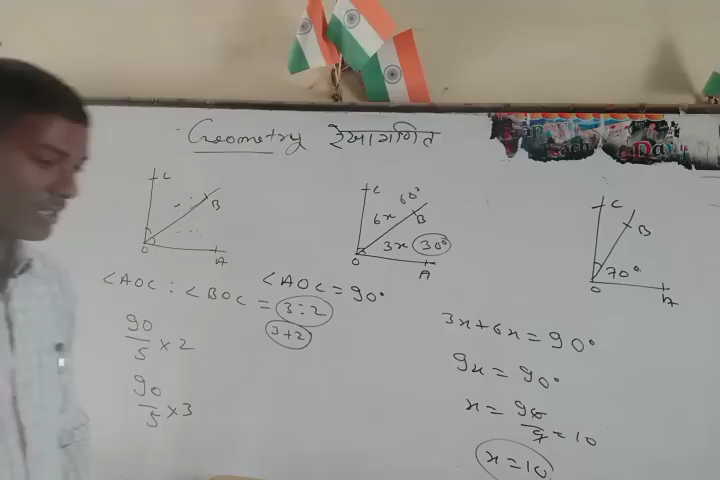 Geometry रेखागणित
C
B
O
A
∠AOC : ∠BOC = 3:2
3+2
90/5 × 2
90/5 × 3
C
60°
6x
B
3x 30°
O
A
∠AOC = 90°
C
B
70°
O
A
3x + 6x = 90°
9x = 90°
x = 90/9 = 10
x = 10